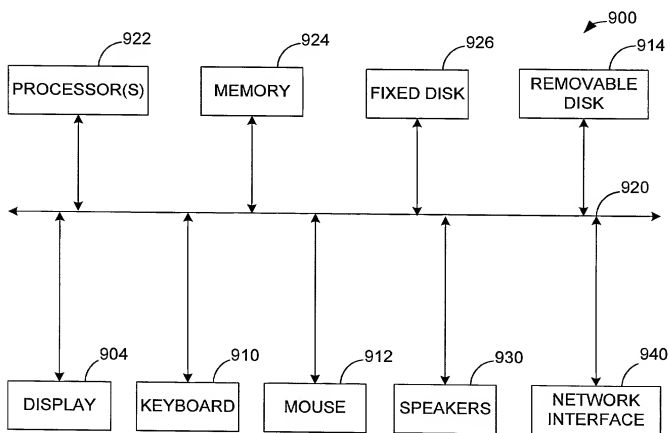 900
922
924
926
914
PROCESSOR(S)
MEMORY
FIXED DISK
REMOVABLE
DISK
920
904
910
912
930
940
DISPLAY
KEYBOARD
MOUSE
SPEAKERS
NETWORK
INTERFACE